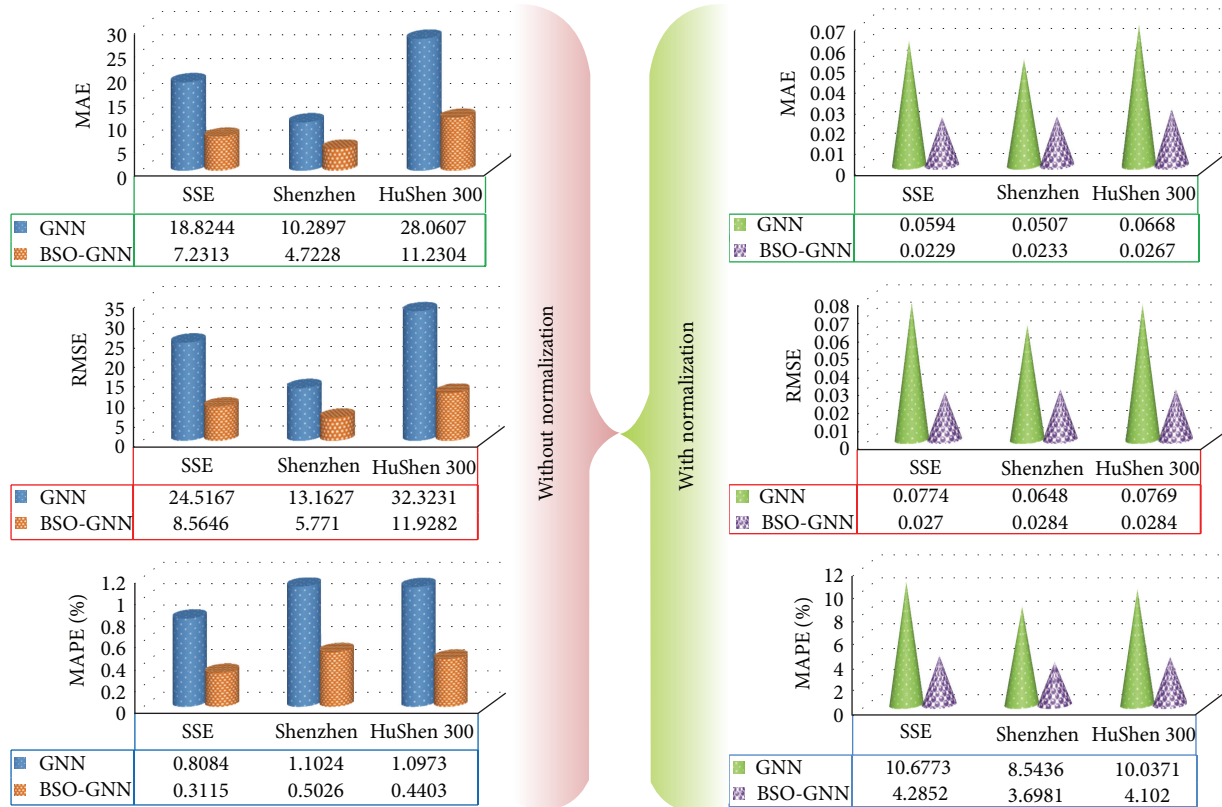 MAE
30
25
20
15
10
5
0
SSE Shenzhen HuShen 300
GNN 18.8244 10.2897 28.0607
BSO-GNN 7.2313 4.7228 11.2304
RMSE
35
30
25
20
15
10
5
0
SSE Shenzhen HuShen 300
GNN 24.5167 13.1627 32.3231
BSO-GNN 8.5646 5.771 11.9282
MAPE (%)
1.2
1
0.8
0.6
0.4
0.2
0
SSE Shenzhen HuShen 300
GNN 0.8084 1.1024 1.0973
BSO-GNN 0.3115 0.5026 0.4403
Without normalization
With normalization
MAE
0.07
0.06
0.05
0.04
0.03
0.02
0.01
0
SSE Shenzhen HuShen 300
GNN 0.0594 0.0507 0.0668
BSO-GNN 0.0229 0.0233 0.0267
RMSE
0.08
0.07
0.06
0.05
0.04
0.03
0.02
0.01
0
SSE Shenzhen HuShen 300
GNN 0.0774 0.0648 0.0769
BSO-GNN 0.027 0.0284 0.0284
MAPE (%)
12
10
8
6
4
2
0
SSE Shenzhen HuShen 300
GNN 10.6773 8.5436 10.0371
BSO-GNN 4.2852 3.6981 4.102